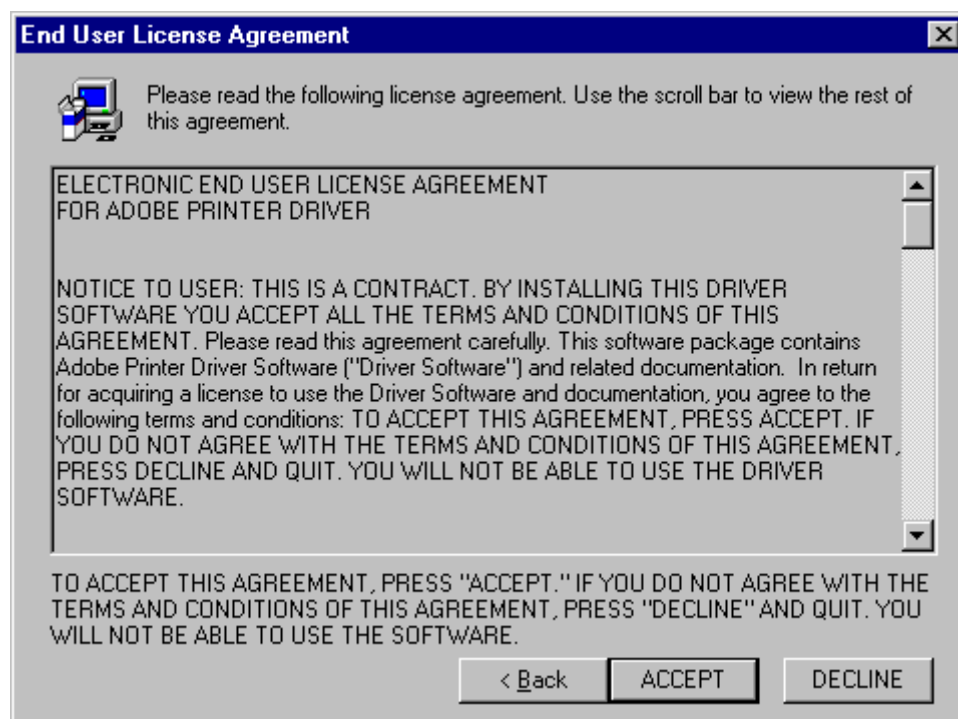 End User License Agreement
Please read the following license agreement. Use the scroll bar to view the rest of
this agreement.
ELECTRONIC END USER LICENSE AGREEMENT
FOR ADOBE PRINTER DRIVER
NOTICE TO USER: THIS IS A CONTRACT. BY INSTALLING THIS DRIVER
SOFTWARE YOU ACCEPT ALL THE TERMS AND CONDITIONS OF THIS
AGREEMENT. Please read this agreement carefully. This software package contains
Adobe Printer Driver Software ("Driver Software") and related documentation.  In return
for acquiring a license to use the Driver Software and documentation, you agree to the
following terms and conditions: TO ACCEPT THIS AGREEMENT, PRESS ACCEPT. IF
YOU DO NOT AGREE WITH THE TERMS AND CONDITIONS OF THIS AGREEMENT,
PRESS DECLINE AND QUIT. YOU WILL NOT BE ABLE TO USE THE DRIVER
SOFTWARE.
TO ACCEPT THIS AGREEMENT, PRESS "ACCEPT." IF YOU DO NOT AGREE WITH THE
TERMS AND CONDITIONS OF THIS AGREEMENT, PRESS "DECLINE" AND QUIT. YOU
WILL NOT BE ABLE TO USE THE SOFTWARE.
< Back ACCEPT DECLINE